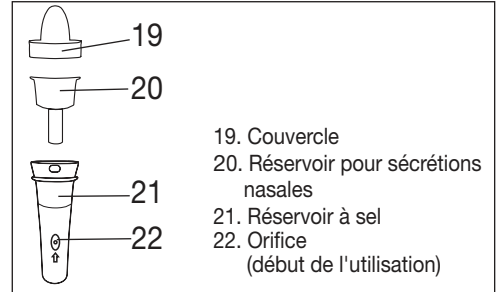 19
20
21
22
19. Couvercle
20. Réservoir pour sécrétions
nasales
21. Réservoir à sel
22. Orifice
(début de l'utilisation)